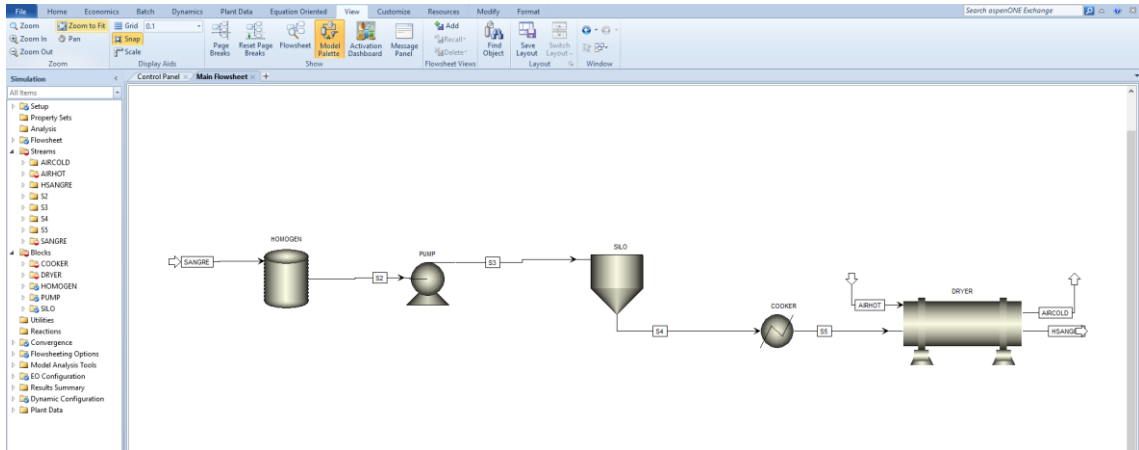 File Home Economics Batch Dynamics Plant Data Equation Oriented View Customize Resources Modify Format Search aspenONE Exchange
Zoom Zoom to Fit Grid 0.1
Zoom In Pan Snap
Zoom Out Scale
Page Breaks Reset Page Breaks Flowsheet Model Palette Activation Dashboard Message Panel
Add
Recall
Delete
Find Object Save Layout Switch Layout
Zoom Display Aids Show Flowsheet Views Layout Window
Simulation
Control Panel Main Flowsheet +
All Items
Setup
Property Sets
Analysis
Flowsheet
Streams
AIRCOLD
AIRHOT
HSANGRE
S2
S3
S4
S5
SANGRE
Blocks
COOKER
DRYER
HOMOGEN
PUMP
SILO
Utilities
Reactions
Convergence
Flowsheeting Options
Model Analysis Tools
EO Configuration
Results Summary
Dynamic Configuration
Plant Data
HOMOGEN
SANGRE
S2
PUMP
S3
SILO
S4
COOKER
S5
AIRHOT
DRYER
AIRCOLD
HSANGE